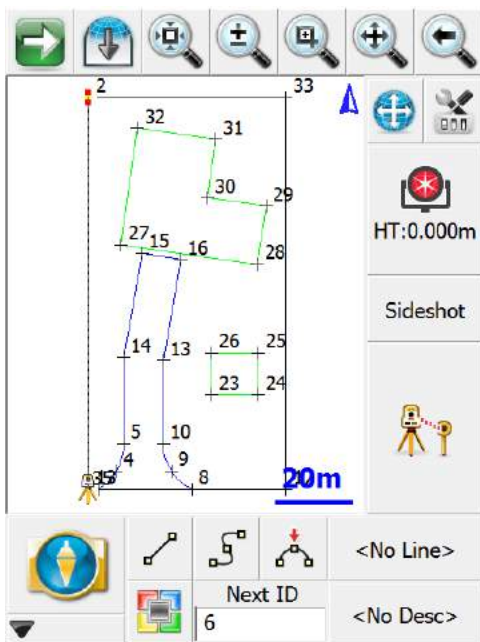 2 33
32 31
30 29
27 15 16 28
HT:0.000m
Sideshot
14 13 26 25
23 24
5 10
4 9
8
20m
<No Line>
Next ID
6
<No Desc>